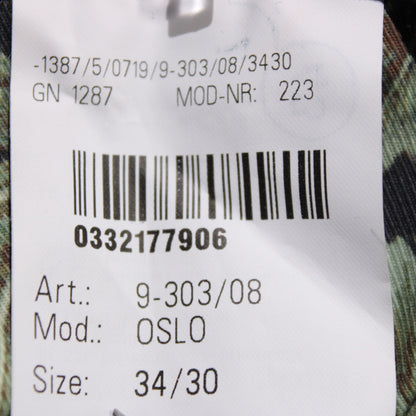 -1387/5/0719/9-303/08/3430
GN 1287 MOD-NR: 223
0332177906
Art.: 9-303/08
Mod.: OSLO
Size: 34/30